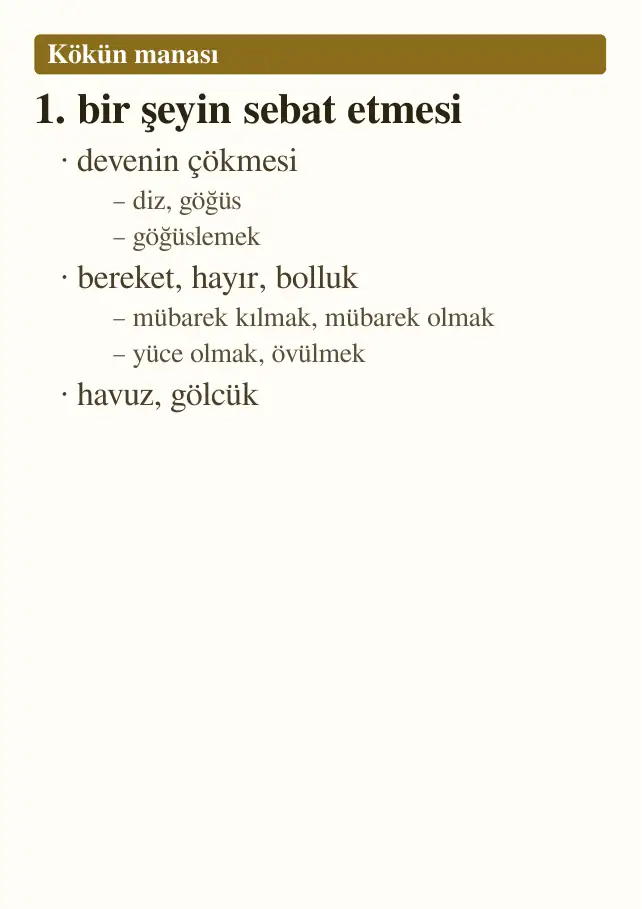 Kökün manası
1. bir şeyin sebat etmesi
· devenin çökmesi
– diz, göğüs
– göğüslemek
· bereket, hayır, bolluk
– mübarek kılmak, mübarek olmak
– yüce olmak, övülmek
· havuz, gölcük